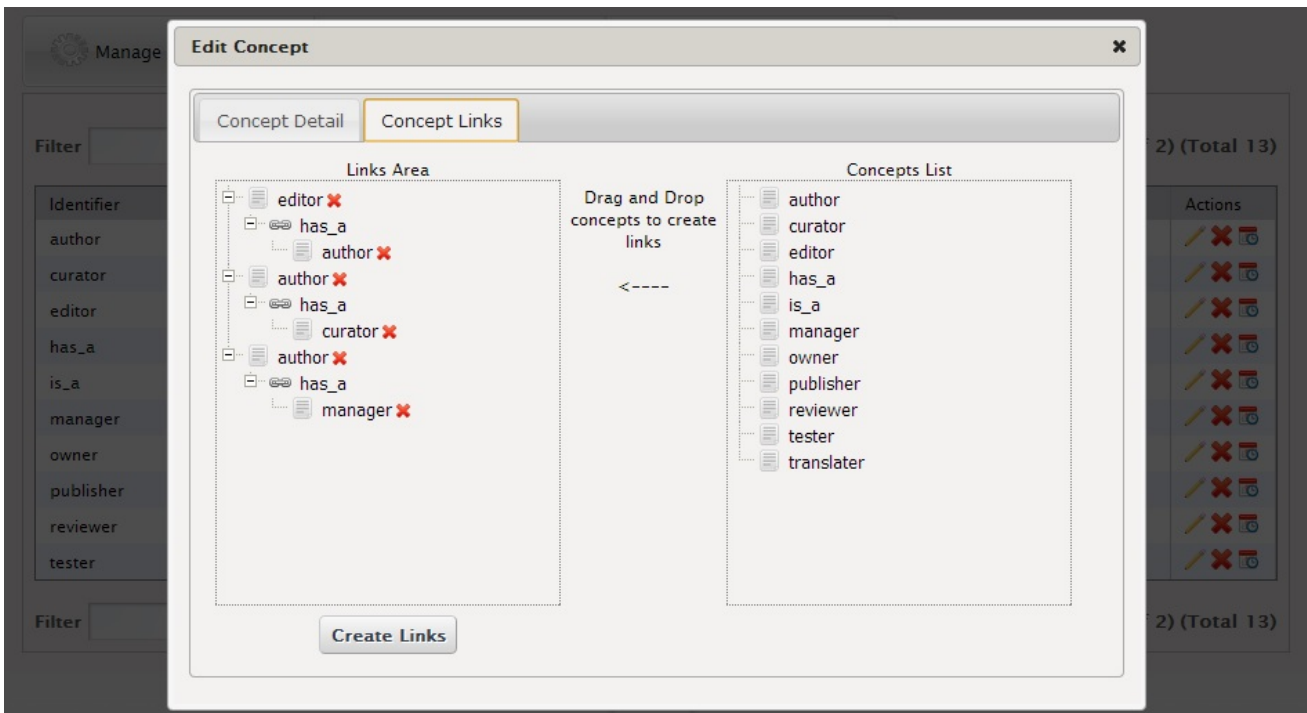 Manage
Edit Concept
Concept Detail
Concept Links
Filter
2) (Total 13)
Links Area
Concepts List
Identifier
Actions
editor
has_a
author
author
has_a
curator
author
has_a
manager
Drag and Drop
concepts to create
links
<----
author
curator
editor
has_a
is_a
manager
owner
publisher
reviewer
tester
translater
author
curator
editor
has_a
is_a
manager
owner
publisher
reviewer
tester
Filter
2) (Total 13)
Create Links